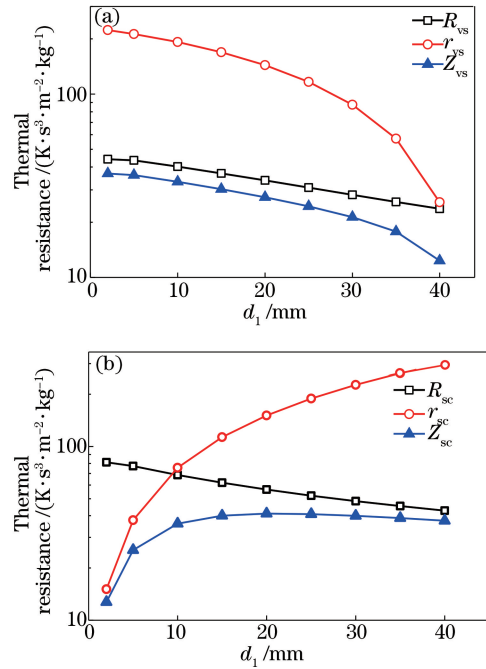 (a)
R_vs
r_vs
Z_vs
100
10
Thermal
resistance /(K·s³·m⁻²·kg⁻¹)
0 10 20 30 40
d₁/mm
(b)
R_sc
r_sc
Z_sc
100
10
Thermal
resistance /(K·s³·m⁻²·kg⁻¹)
0 10 20 30 40
d₁/mm